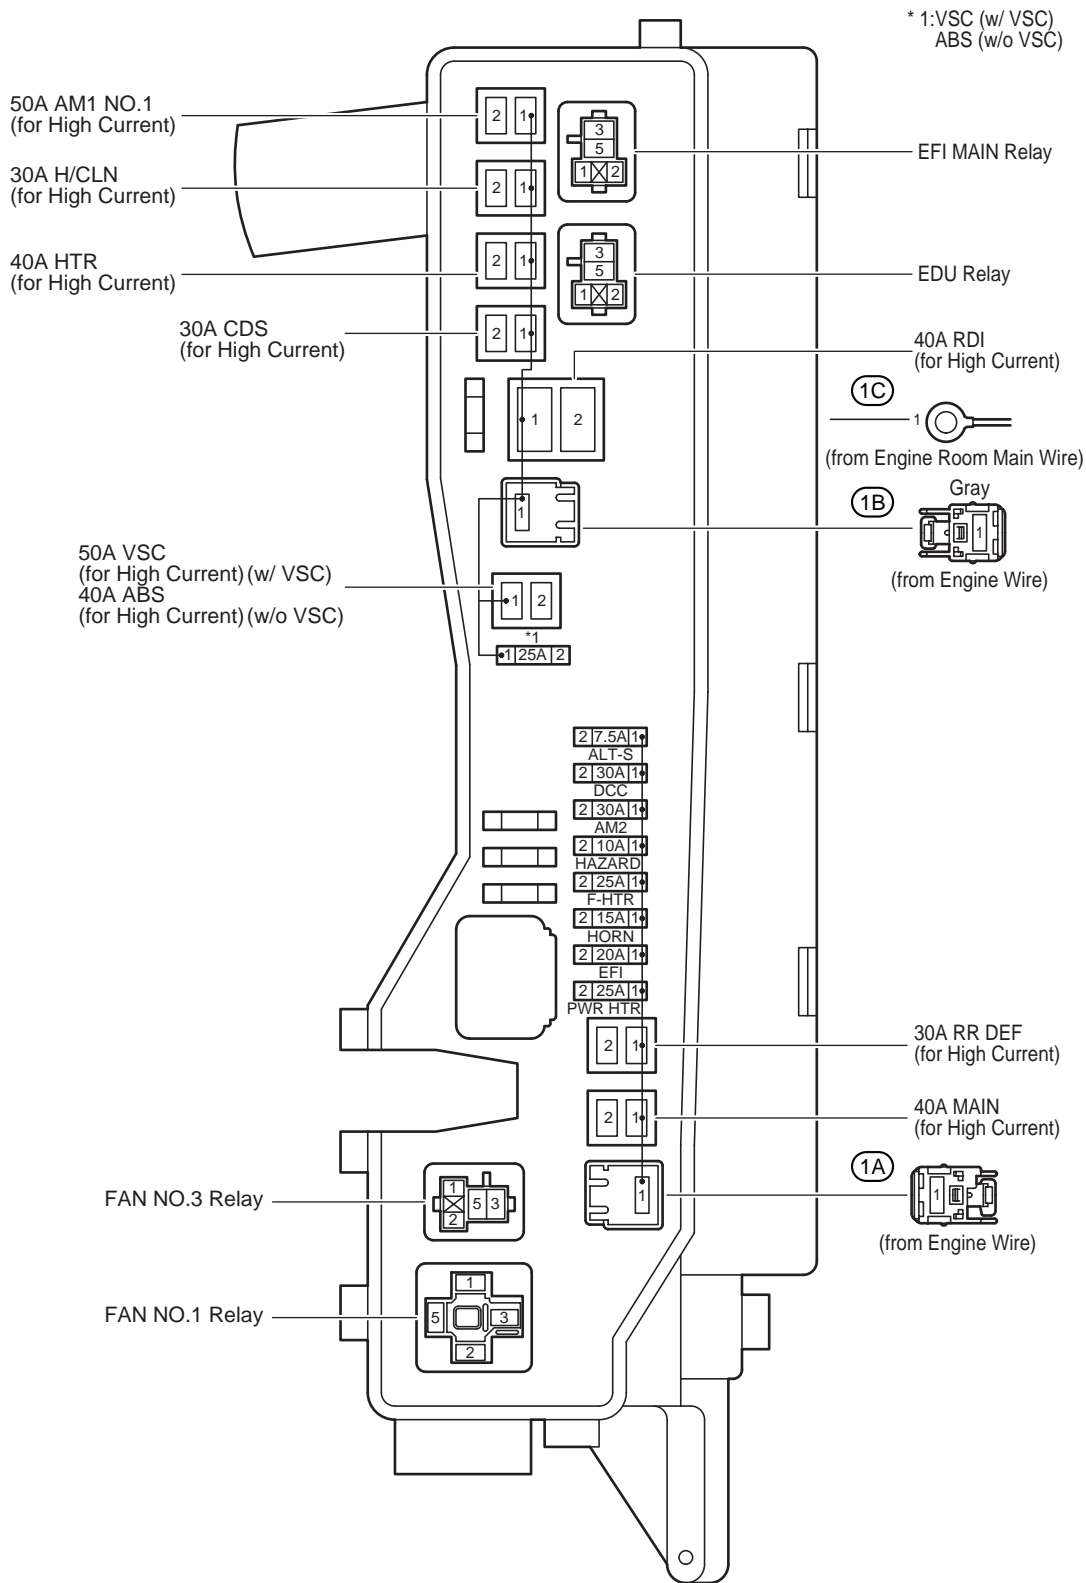 * 1:VSC (w/ VSC)
ABS (w/o VSC)
50A AM1 NO.1
(for High Current)
2 1
3
5
1 2
EFI MAIN Relay
30A H/CLN
(for High Current)
2 1
40A HTR
(for High Current)
2 1
3
5
1 2
EDU Relay
30A CDS
(for High Current)
2 1
40A RDI
(for High Current)
1 2
1C
1
(from Engine Room Main Wire)
Gray
1B
1
1
(from Engine Wire)
50A VSC
(for High Current) (w/ VSC)
40A ABS
(for High Current) (w/o VSC)
1 2
*1
1 25A 2
2 7.5A 1
ALT-S
2 30A 1
DCC
2 30A 1
AM2
2 10A 1
HAZARD
2 25A 1
F-HTR
2 15A 1
HORN
2 20A 1
EFI
2 25A 1
PWR HTR
2 1
30A RR DEF
(for High Current)
2 1
40A MAIN
(for High Current)
1A
1
1
(from Engine Wire)
FAN NO.3 Relay
1
5 3
2
FAN NO.1 Relay
1
5 3
2